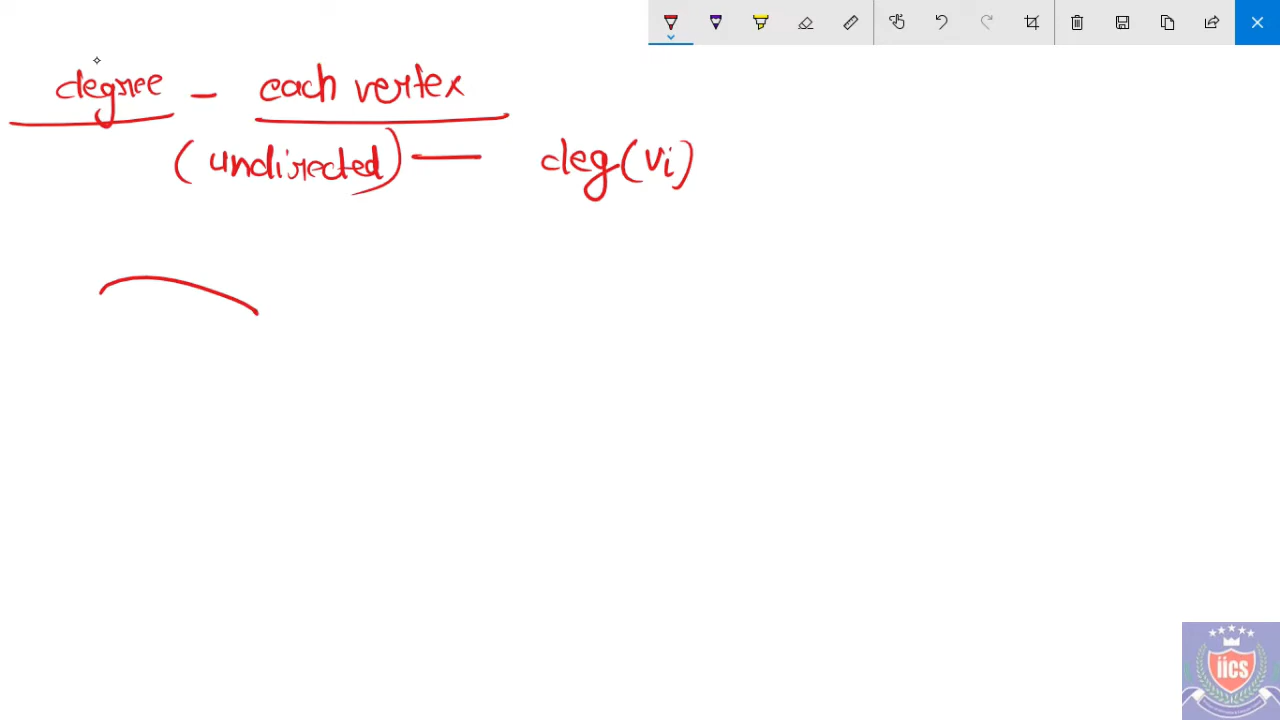 degree - each vertex
(undirected) — deg(vi)
iics